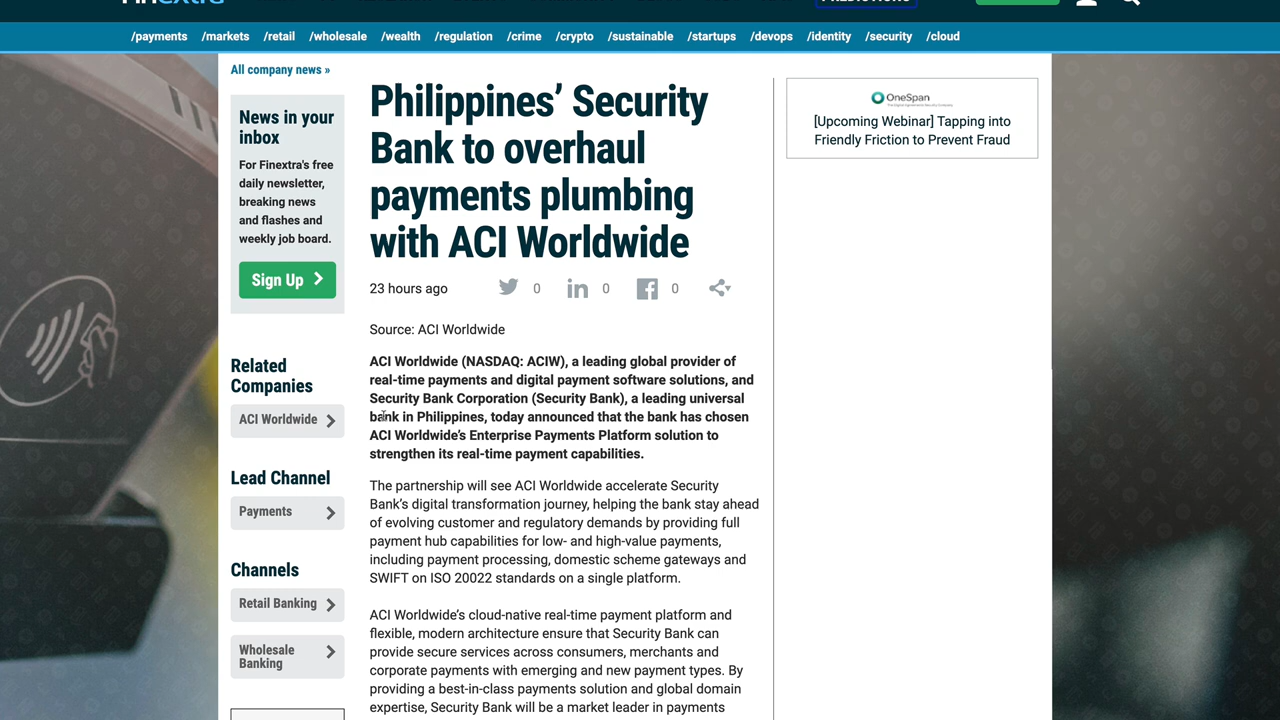 /payments /markets /retail /wholesale /wealth /regulation /crime /crypto /sustainable /startups /devops /identity /security /cloud
All company news »
News in your
inbox
For Finextra's free
daily newsletter,
breaking news
and flashes and
weekly job board.
Sign Up
Related
Companies
ACI Worldwide
Lead Channel
Payments
Channels
Retail Banking
Wholesale
Banking
Philippines’ Security
Bank to overhaul
payments plumbing
with ACI Worldwide
23 hours ago 0 0 0
Source: ACI Worldwide
ACI Worldwide (NASDAQ: ACIW), a leading global provider of
real-time payments and digital payment software solutions, and
Security Bank Corporation (Security Bank), a leading universal
bank in Philippines, today announced that the bank has chosen
ACI Worldwide’s Enterprise Payments Platform solution to
strengthen its real-time payment capabilities.
The partnership will see ACI Worldwide accelerate Security
Bank’s digital transformation journey, helping the bank stay ahead
of evolving customer and regulatory demands by providing full
payment hub capabilities for low- and high-value payments,
including payment processing, domestic scheme gateways and
SWIFT on ISO 20022 standards on a single platform.
ACI Worldwide’s cloud-native real-time payment platform and
flexible, modern architecture ensure that Security Bank can
provide secure services across consumers, merchants and
corporate payments with emerging and new payment types. By
providing a best-in-class payments solution and global domain
expertise, Security Bank will be a market leader in payments
OneSpan
[Upcoming Webinar] Tapping into
Friendly Friction to Prevent Fraud